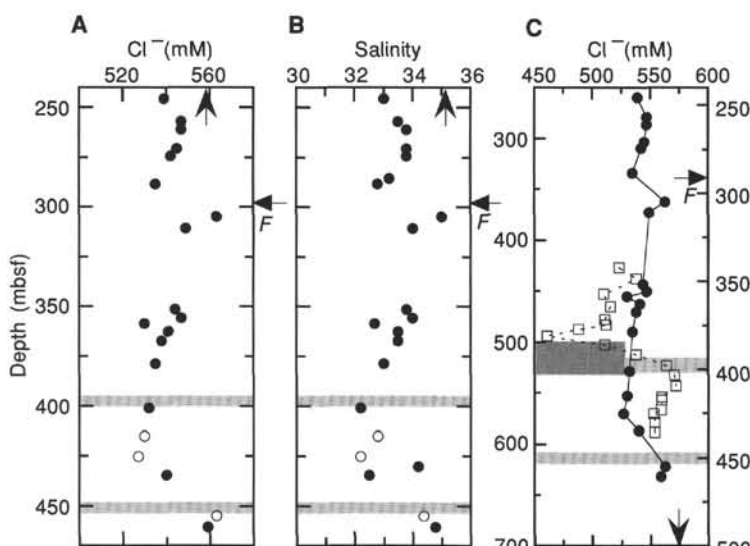 A B C
Cl⁻(mM) Salinity Cl⁻(mM)
520 560 30 32 34 36 450 500 550 600
250 300 250
300 F F 400 F 300
350 350
Depth (mbsf)
400 500 400
450 600 450
700